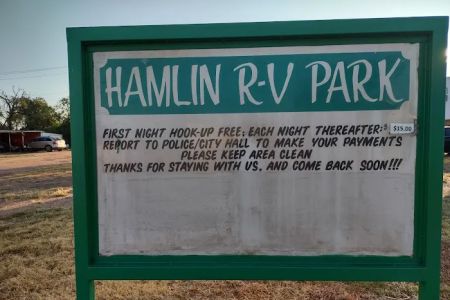 HAMLIN R-V PARK
FIRST NIGHT HOOK-UP FREE: EACH NIGHT THEREAFTER: $15.00
REPORT TO POLICE/CITY HALL TO MAKE YOUR PAYMENTS
PLEASE KEEP AREA CLEAN
THANKS FOR STAYING WITH US. AND COME BACK SOON!!!